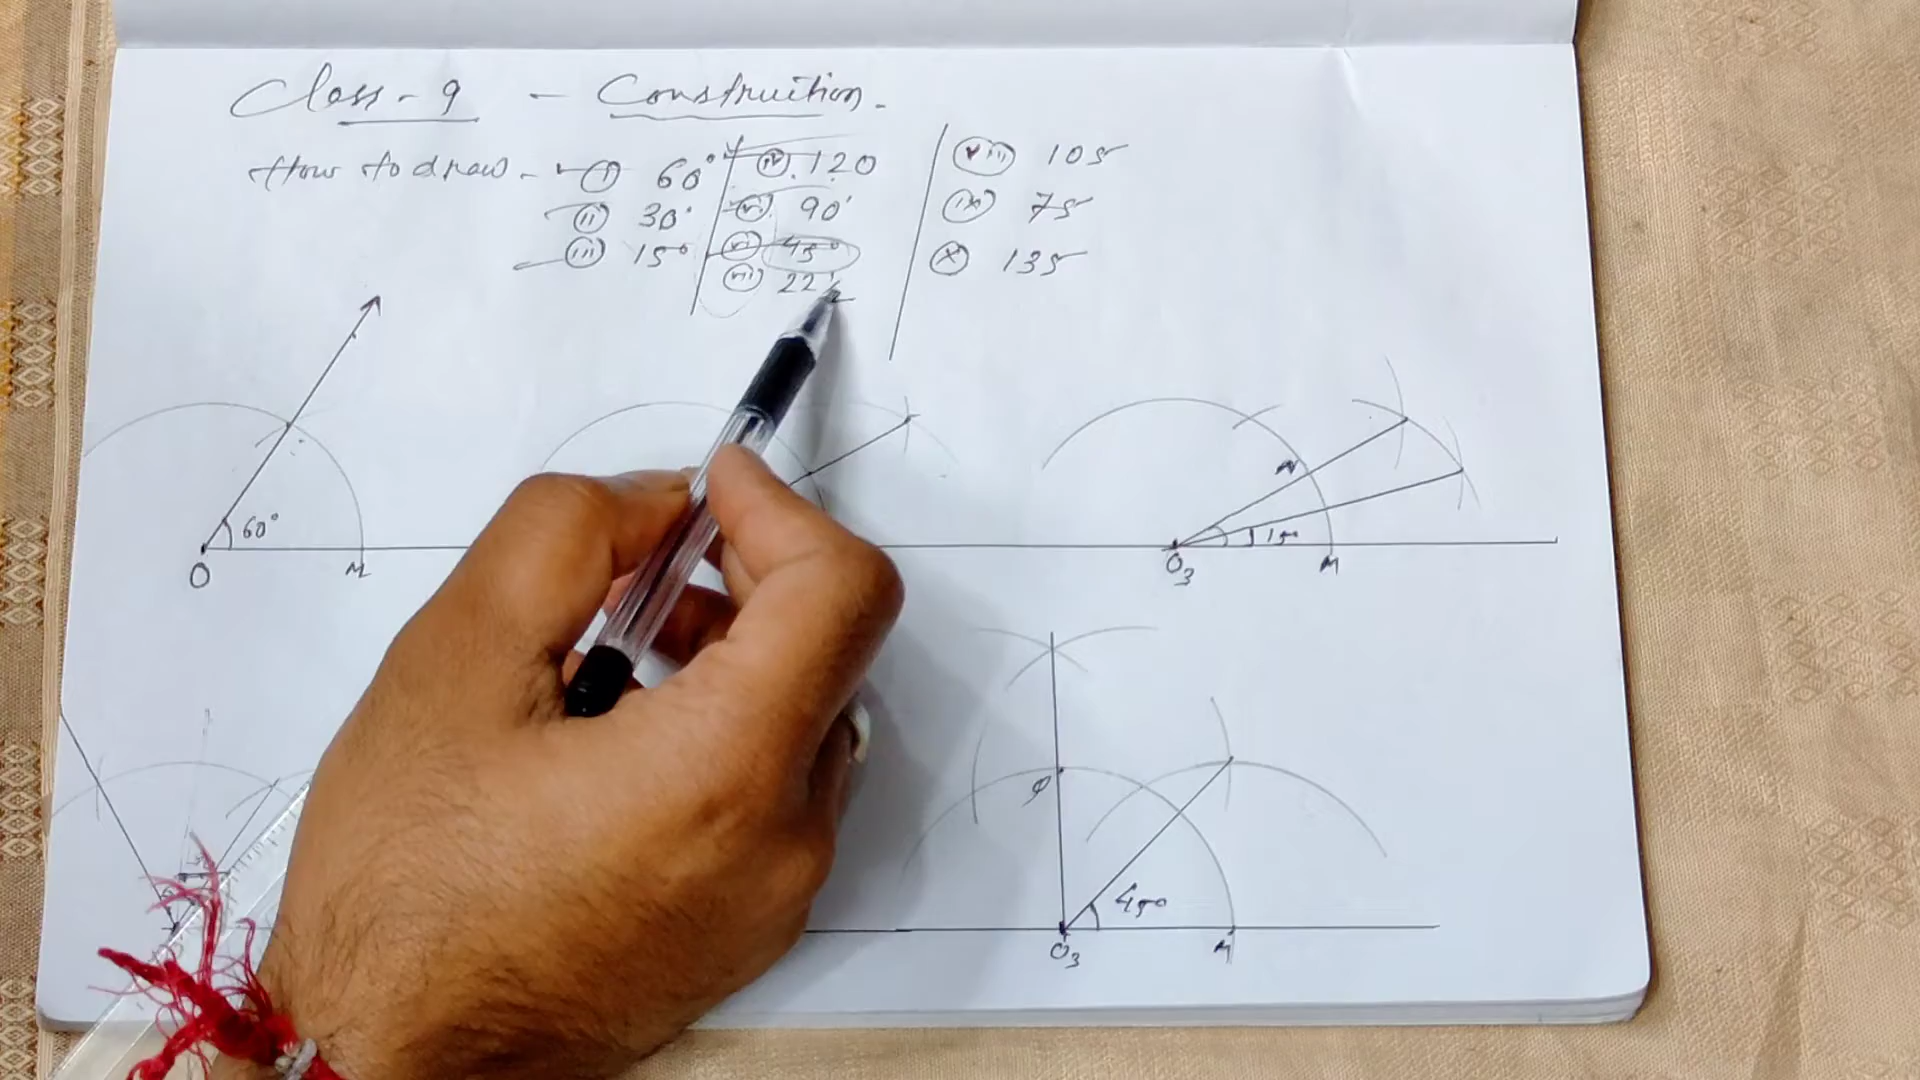 Class - 9 - Construction.
How to draw - (i) 60°
(ii) 30°
(iii) 15°
(iv) 120
(v) 90°
(vi) 45°
(vii) 22½
(viii) 105
(ix) 75
(x) 135
60°
O M
N
15°
O3 M
P
45°
O3 M